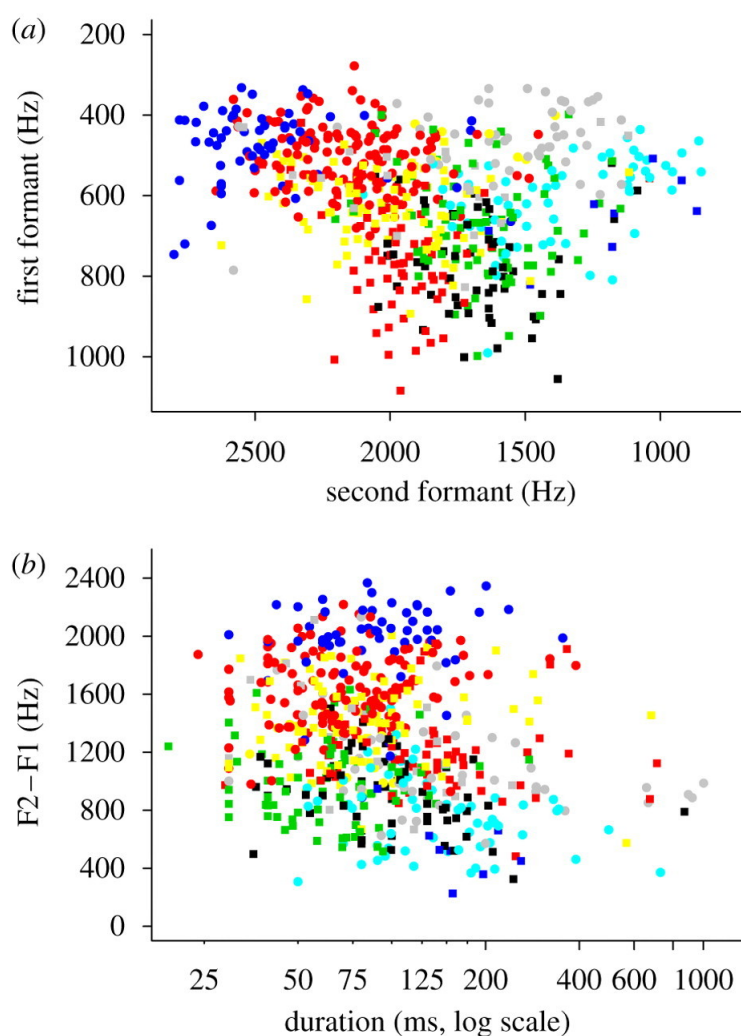 (a)
200
400
600
800
1000
first formant (Hz)
2500 2000 1500 1000
second formant (Hz)
(b)
2400
2000
1600
1200
800
400
0
F2−F1 (Hz)
25 50 75 125 200 400 600 1000
duration (ms, log scale)